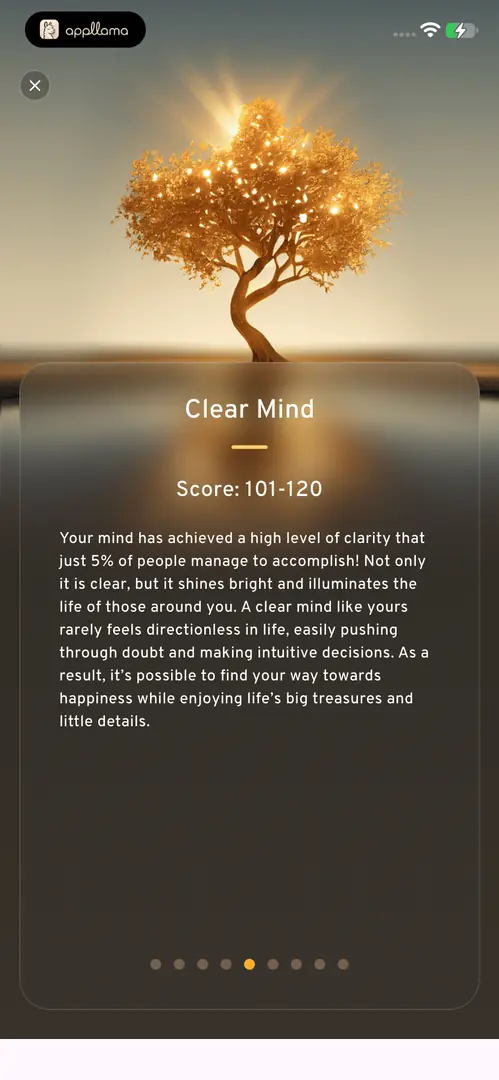 appllama
Clear Mind
Score: 101-120
Your mind has achieved a high level of clarity that
just 5% of people manage to accomplish! Not only
it is clear, but it shines bright and illuminates the
life of those around you. A clear mind like yours
rarely feels directionless in life, easily pushing
through doubt and making intuitive decisions. As a
result, it’s possible to find your way towards
happiness while enjoying life’s big treasures and
little details.